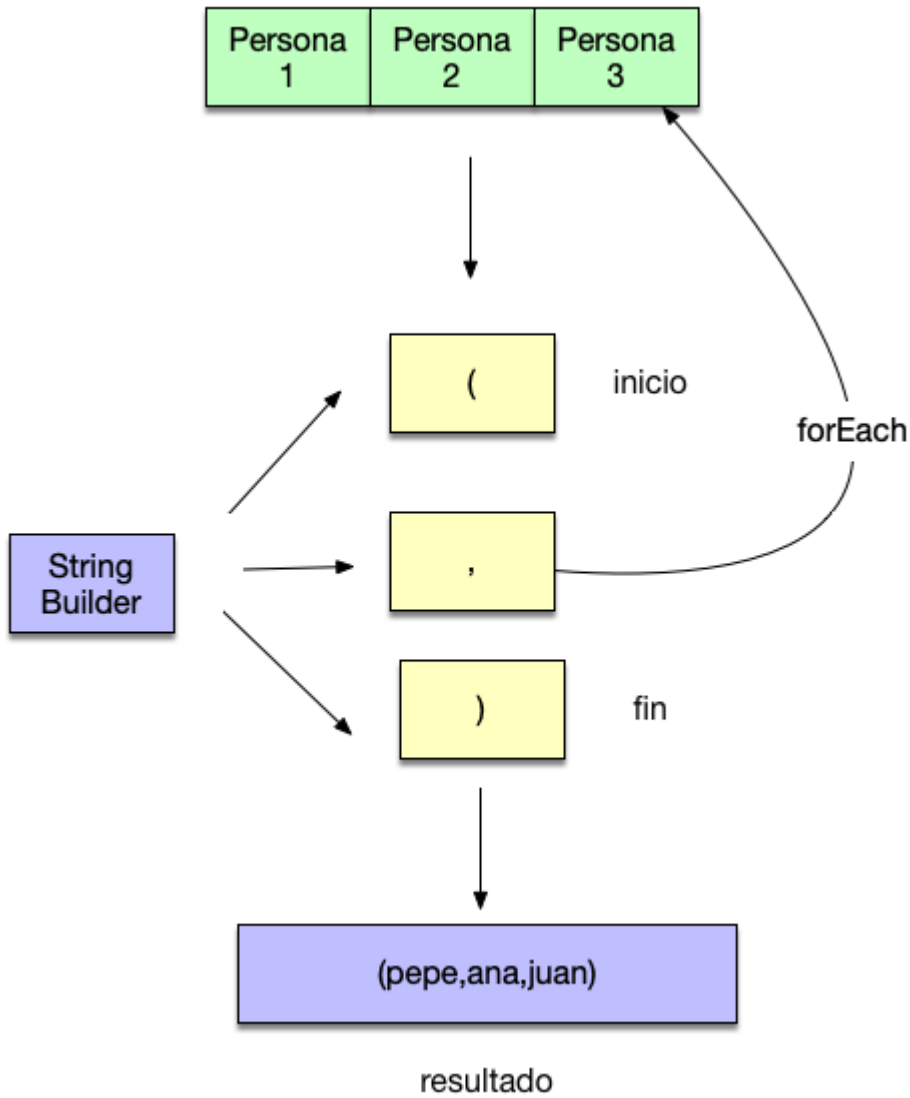 Persona
1
Persona
2
Persona
3
(
inicio
forEach
,
String
Builder
)
fin
(pepe,ana,juan)
resultado